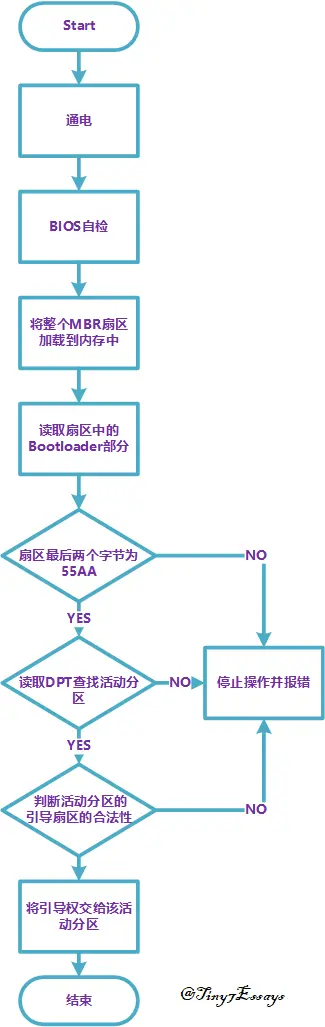 Start
通电
BIOS自检
将整个MBR扇区
加载到内存中
读取扇区中的
Bootloader部分
扇区最后两个字节为
55AA
NO
YES
读取DPT查找活动分
区
NO
停止操作并报错
YES
判断活动分区的
引导扇区的合法性
NO
将引导权交给该活
动分区
结束
@Tiny7Essays